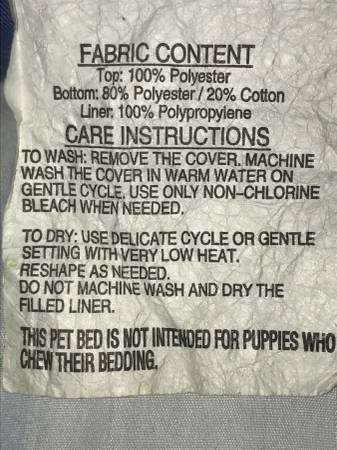 FABRIC CONTENT
Top: 100% Polyester
Bottom: 80% Polyester / 20% Cotton
Liner: 100% Polypropylene
CARE INSTRUCTIONS
TO WASH: REMOVE THE COVER. MACHINE
WASH THE COVER IN WARM WATER ON
GENTLE CYCLE. USE ONLY NON-CHLORINE
BLEACH WHEN NEEDED.
TO DRY: USE DELICATE CYCLE OR GENTLE
SETTING WITH VERY LOW HEAT.
RESHAPE AS NEEDED.
DO NOT MACHINE WASH AND DRY THE
FILLED LINER.
THIS PET BED IS NOT INTENDED FOR PUPPIES WHO
CHEW THEIR BEDDING.